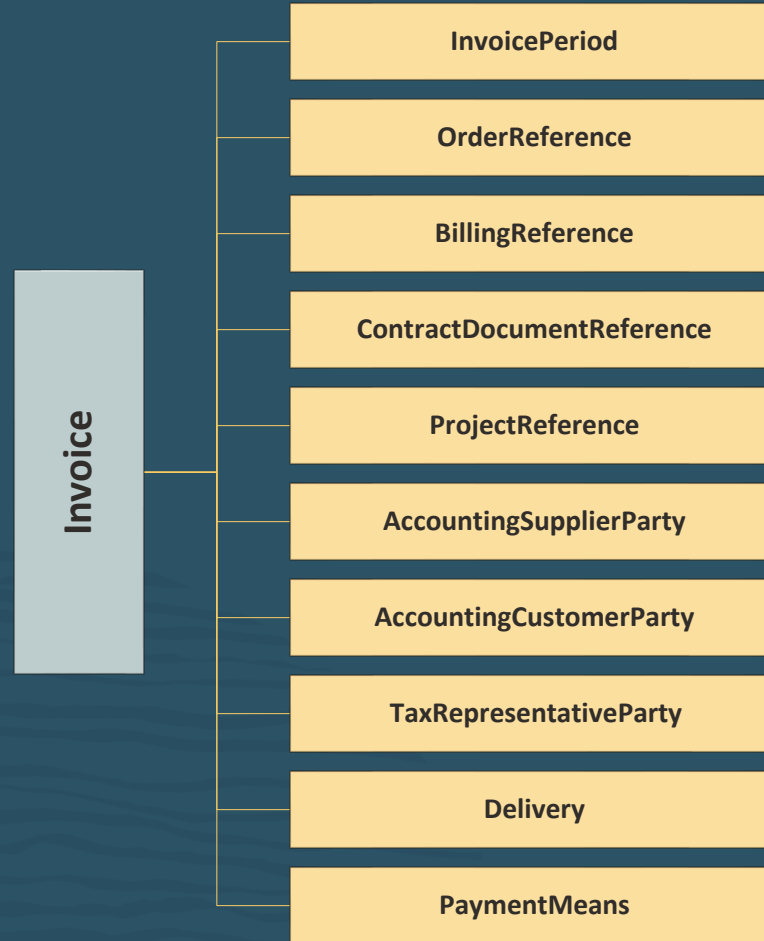 InvoicePeriod
OrderReference
BillingReference
ContractDocumentReference
ProjectReference
Invoice
AccountingSupplierParty
AccountingCustomerParty
TaxRepresentativeParty
Delivery
PaymentMeans